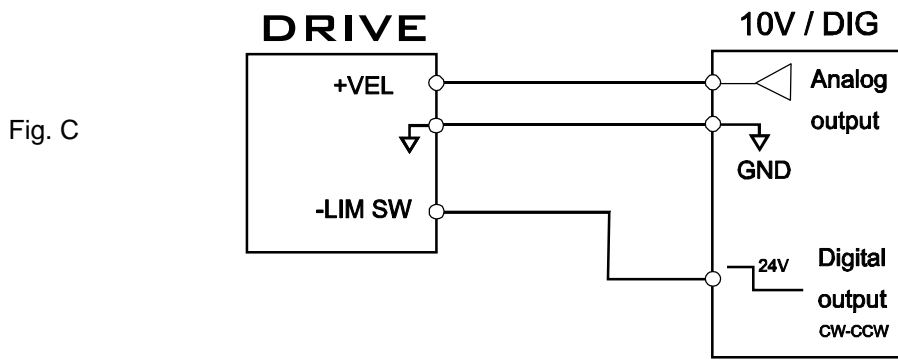 DRIVE
10V / DIG
+VEL
Analog
output
Fig. C
GND
-LIM SW
24V
Digital
output
CW-CCW